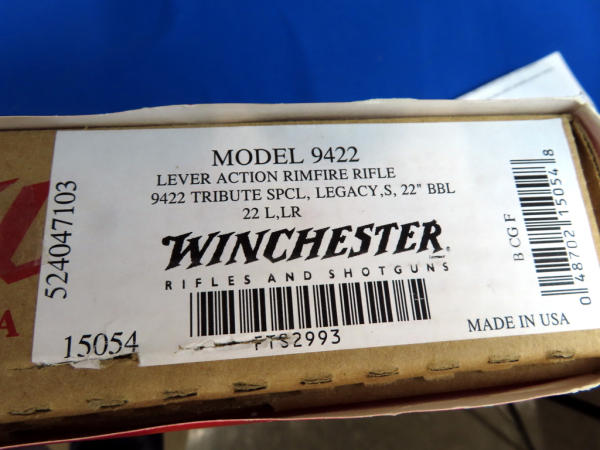 MODEL 9422
LEVER ACTION RIMFIRE RIFLE
9422 TRIBUTE SPCL, LEGACY,S, 22" BBL
22 L,LR
WINCHESTER
RIFLES AND SHOTGUNS
FTS2993
15054
524047103
B CG F
0 48702 15054 8
MADE IN USA
A